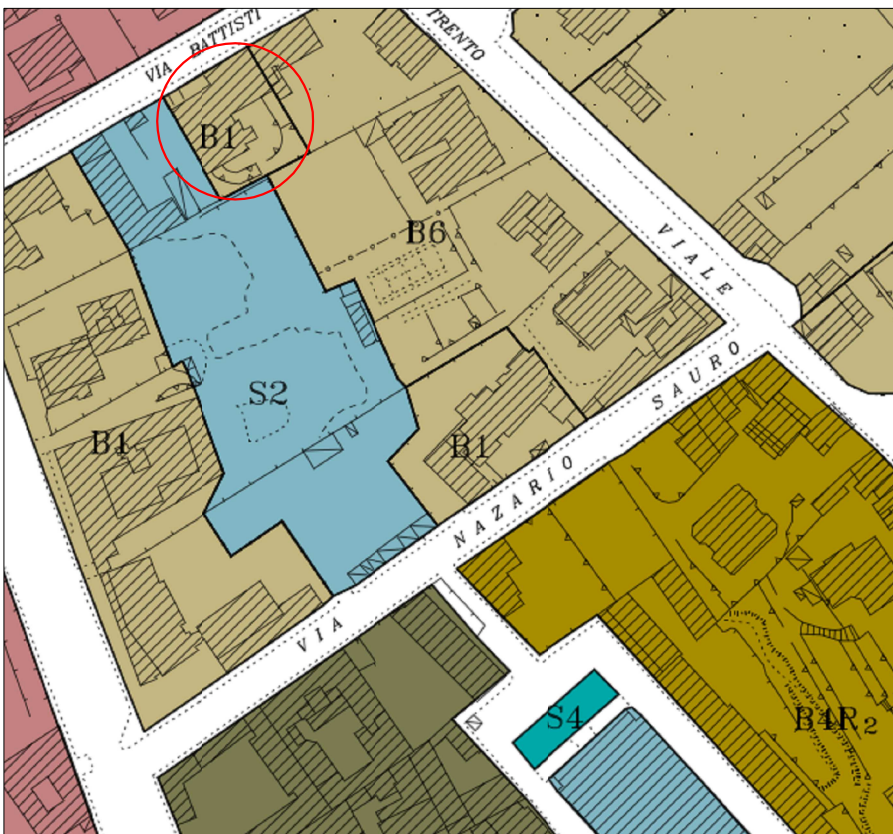 VIA BATTISTI
TRENTO
B1
B6
VIALE
S2
SAURO
B1
B1
NAZARIO
VIA
S4
B4R2